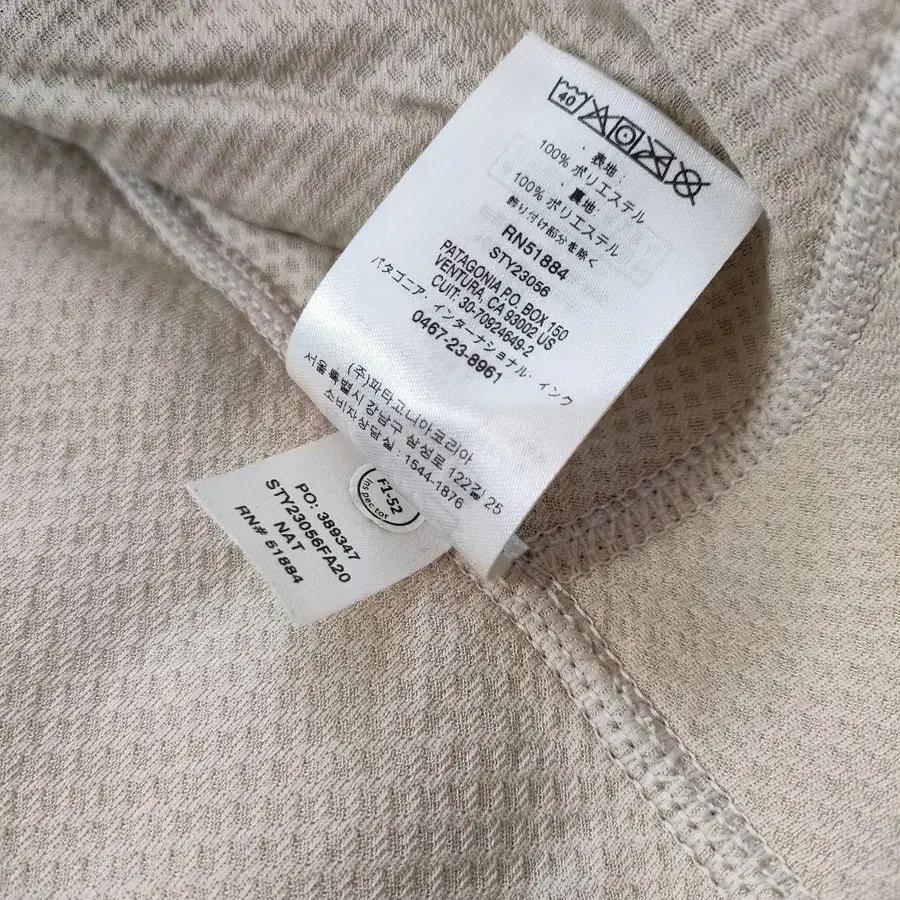 40
・表地：
100% ポリエステル
・裏地：
100% ポリエステル
飾り付け部分を除く
RN51884
STY23056
PATAGONIA P.O. BOX 150
VENTURA, CA 93002 US
CUIT: 30-70924649-2
パタゴニア・インターナショナル・インク
0467-23-8961
(주)파타고니아코리아
서울특별시 강남구 삼성로 122길 25
소비자상담실 : 1544-1876
F1-52
Inspector
PO: 389347
STY23056FA20
NAT
RN# 51884